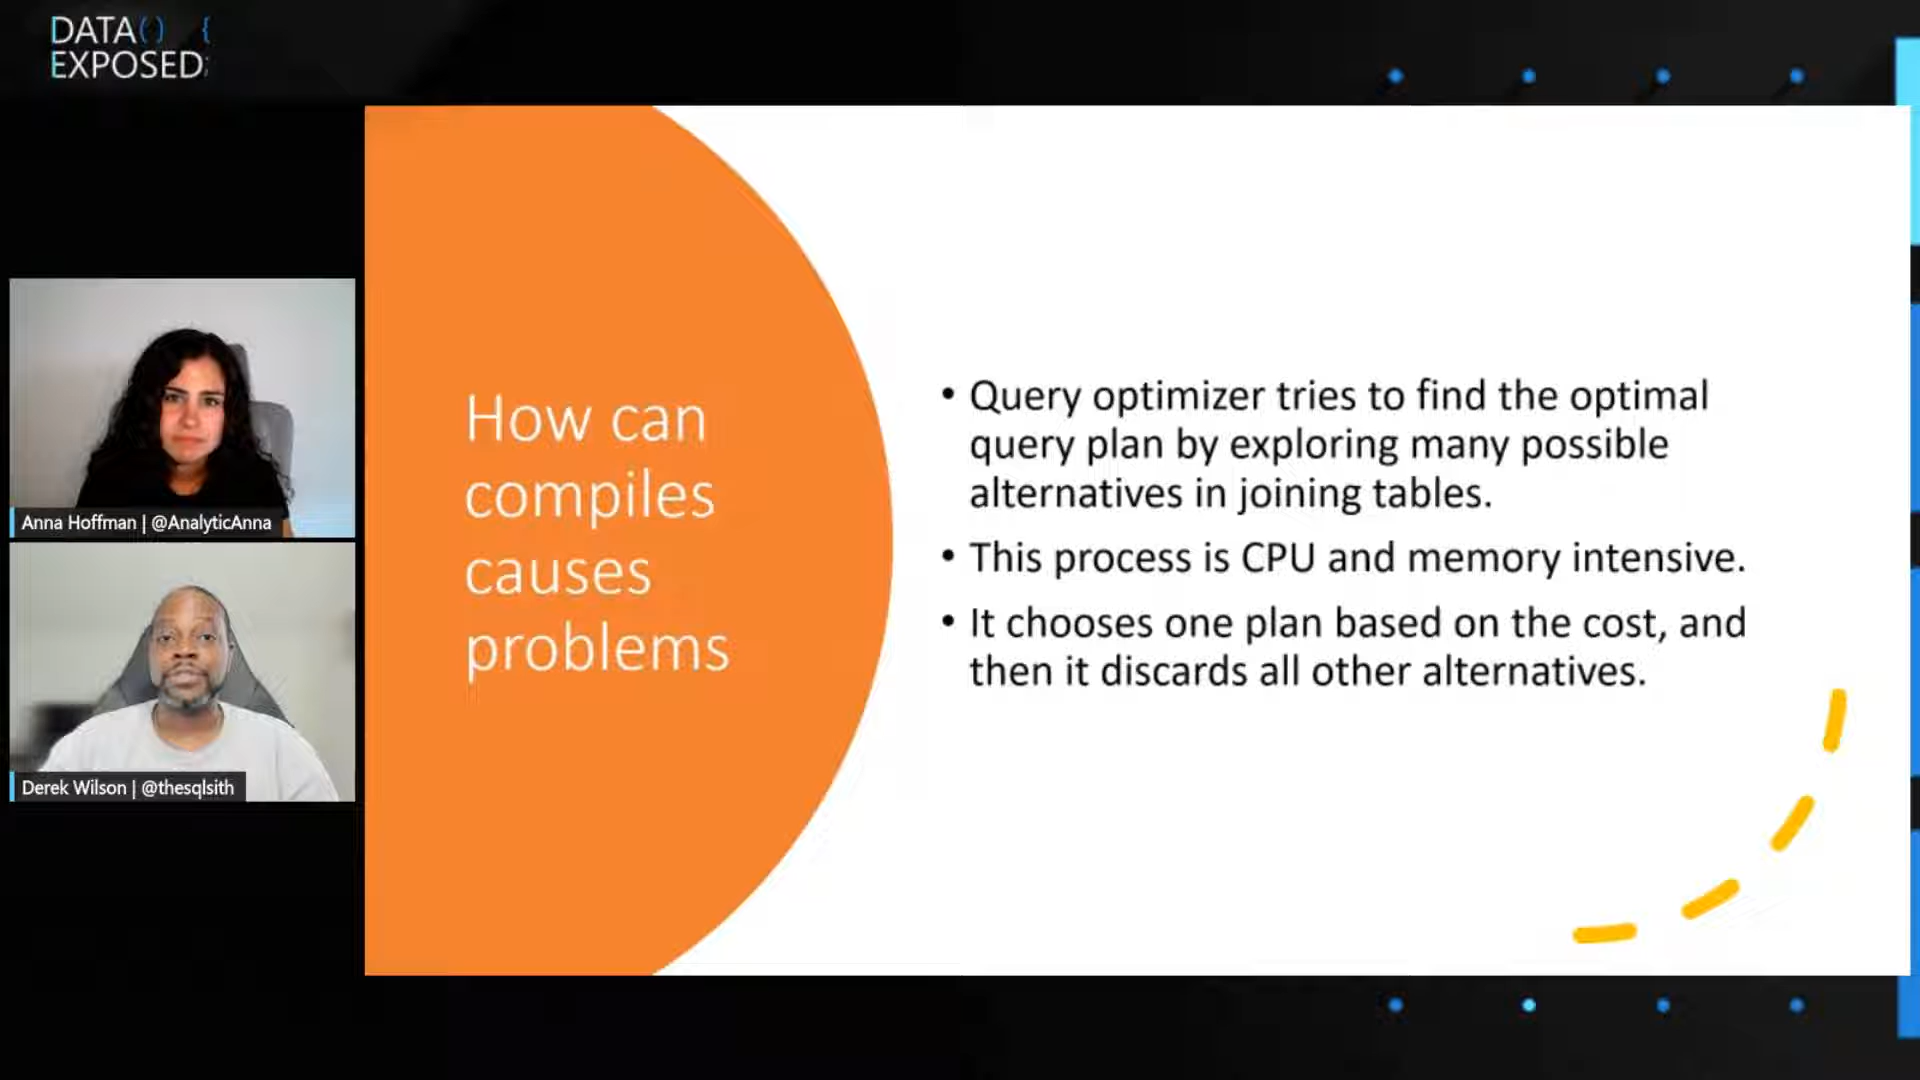 DATA() {
EXPOSED;
How can
compiles
causes
problems
• Query optimizer tries to find the optimal
query plan by exploring many possible
alternatives in joining tables.
• This process is CPU and memory intensive.
• It chooses one plan based on the cost, and
then it discards all other alternatives.
Anna Hoffman | @AnalyticAnna
Derek Wilson | @thesqlsith